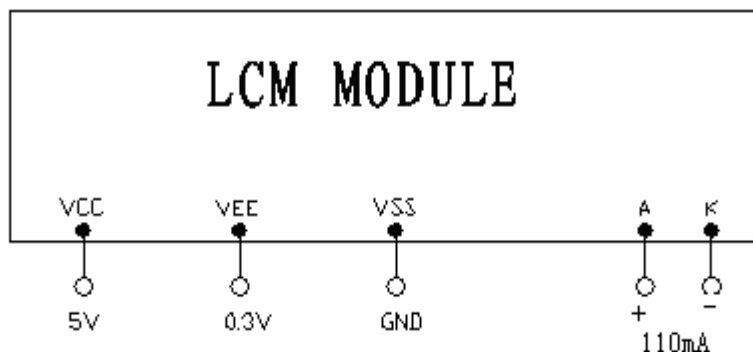 LCM MODULE
VCC VEE VSS A K
5V 0.3V GND + -
110mA